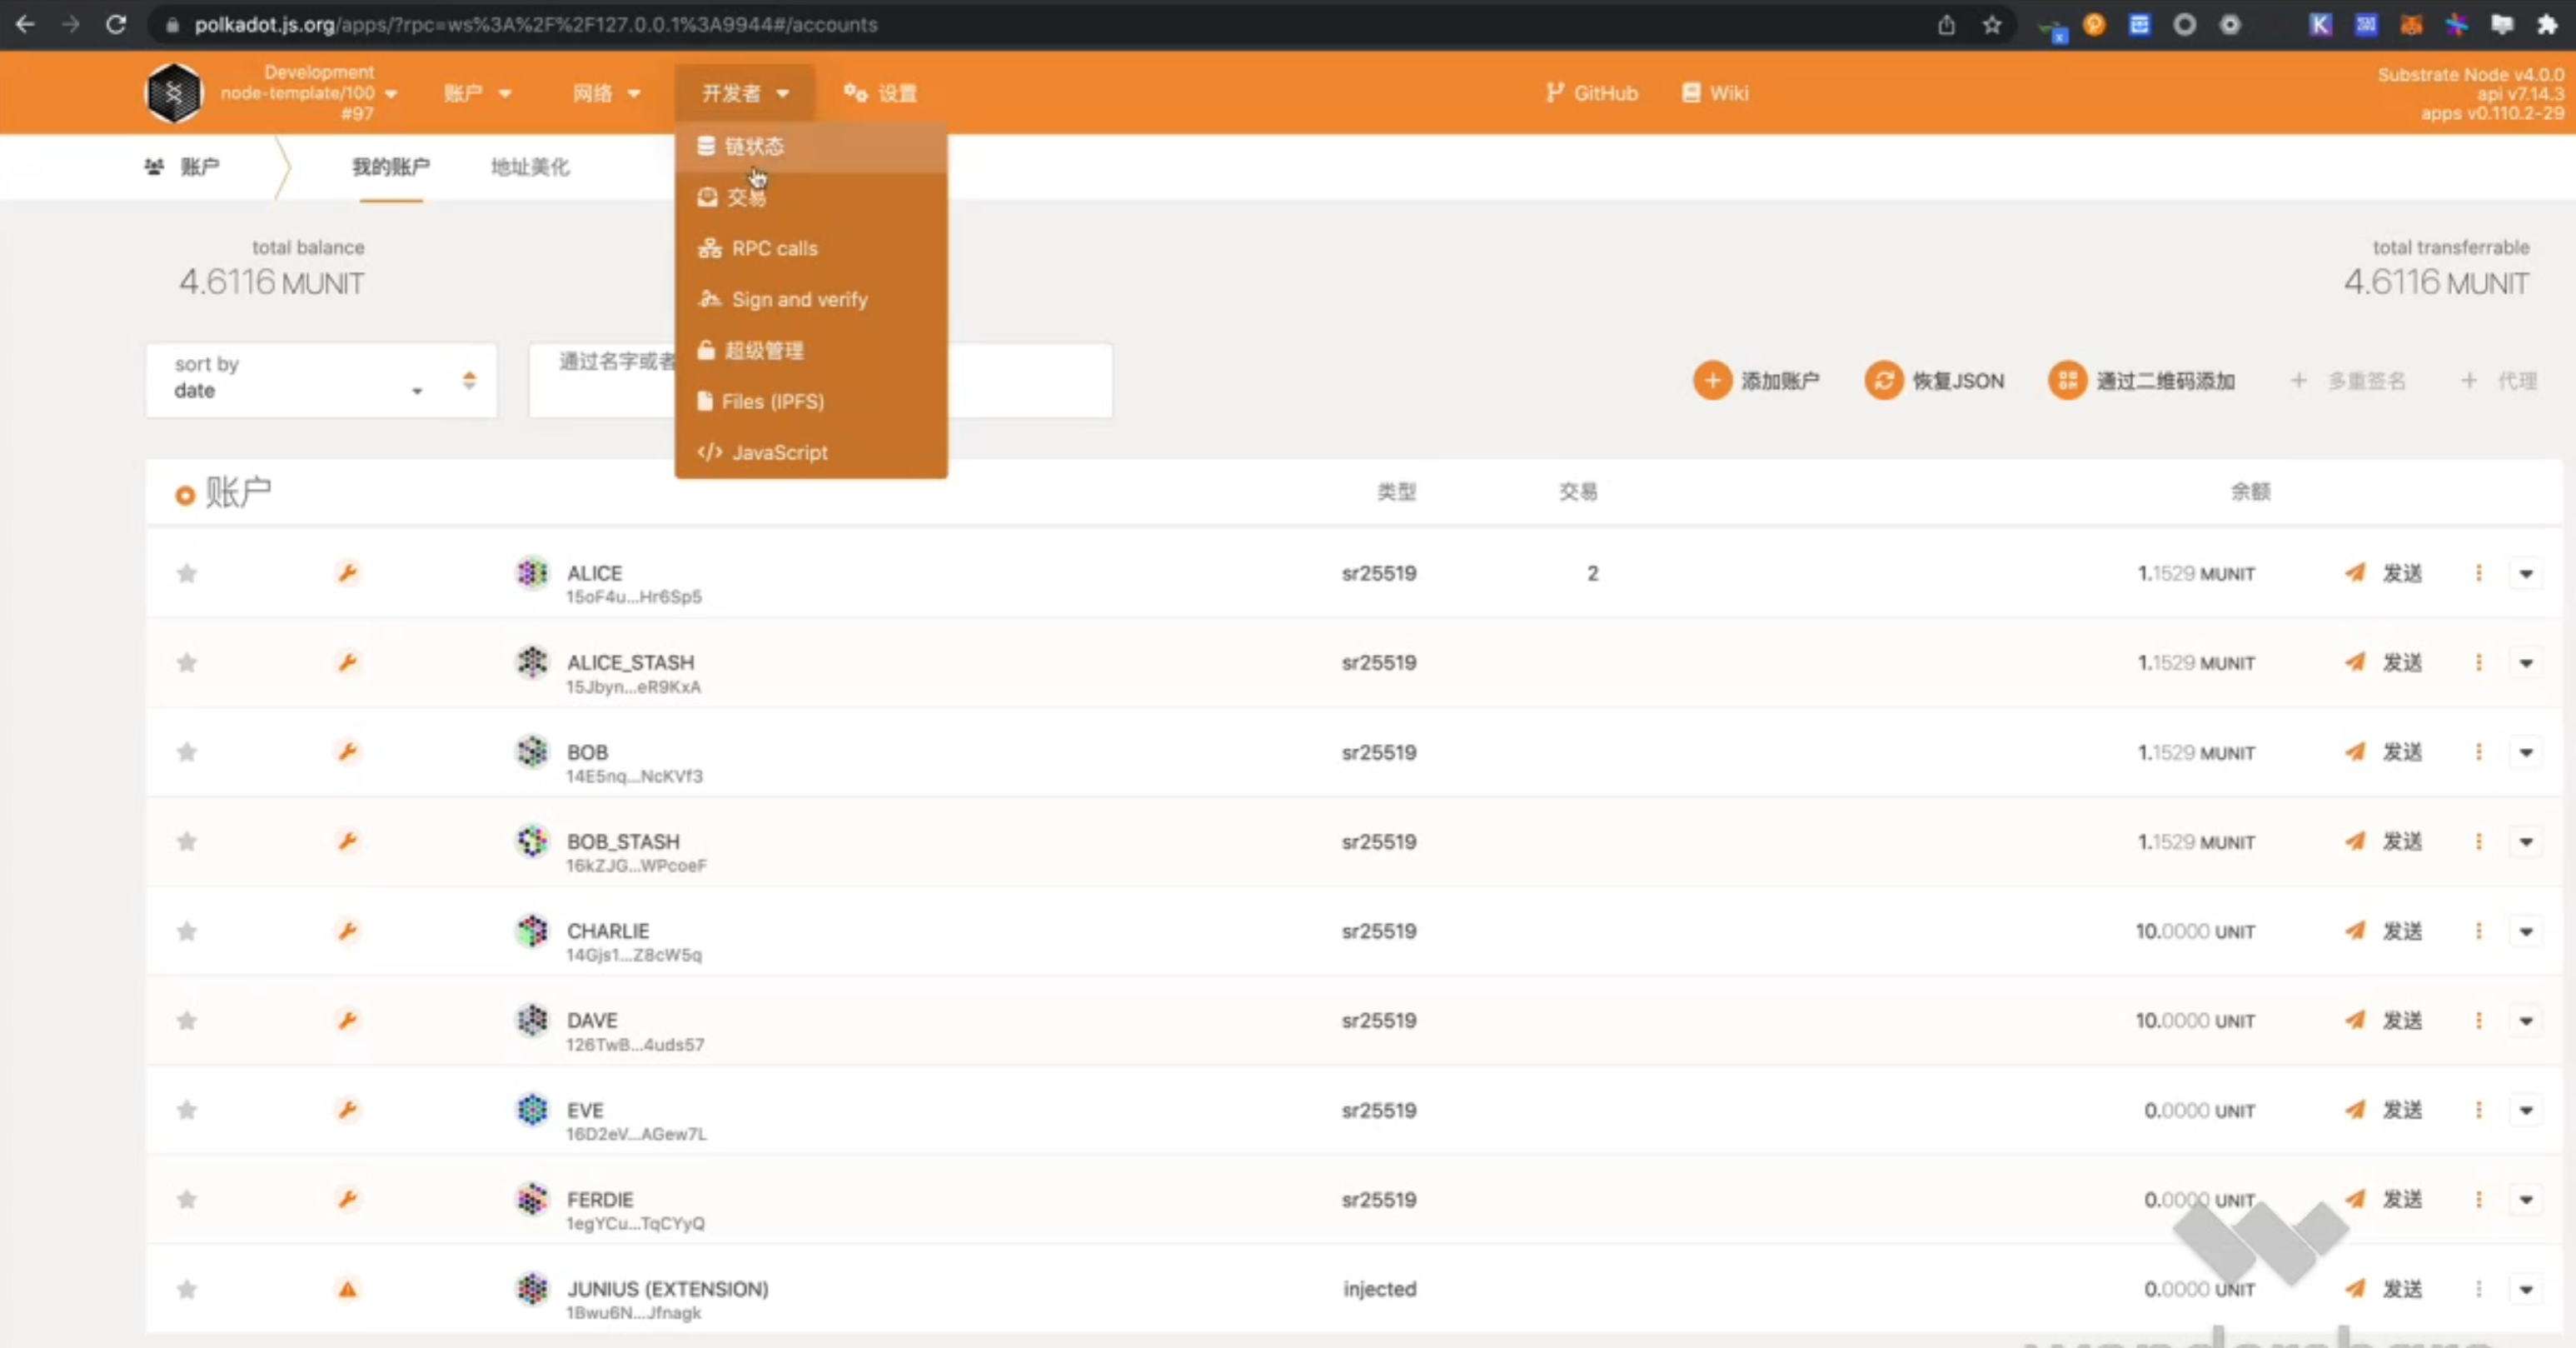 polkadot.js.org/apps/?rpc=ws%3A%2F%2F127.0.0.1%3A9944#/accounts
Development
node-template/100
#97
账户
网络
开发者
设置
GitHub
Wiki
Substrate Node v4.0.0
api v7.14.3
apps v0.110.2-29
账户
我的账户
地址美化
链状态
交易
RPC calls
Sign and verify
超级管理
Files (IPFS)
JavaScript
total balance
4.6116 MUNIT
total transferrable
4.6116 MUNIT
sort by
date
通过名字或者
添加账户
恢复JSON
通过二维码添加
+ 多重签名
+ 代理
账户 类型 交易 余额
ALICE sr25519 2 1.1529 MUNIT 发送
15oF4u...Hr6Sp5
ALICE_STASH sr25519 1.1529 MUNIT 发送
15Jbyn...eR9KxA
BOB sr25519 1.1529 MUNIT 发送
14E5nq...NcKVf3
BOB_STASH sr25519 1.1529 MUNIT 发送
16kZJG...WPcoeF
CHARLIE sr25519 10.0000 UNIT 发送
14Gjs1...Z8cW5q
DAVE sr25519 10.0000 UNIT 发送
126TwB...4uds57
EVE sr25519 0.0000 UNIT 发送
16D2eV...AGew7L
FERDIE sr25519 0.0000 UNIT 发送
1egYCu...TqCYyQ
JUNIUS (EXTENSION) injected 0.0000 UNIT 发送
1Bwu6N...Jfnagk